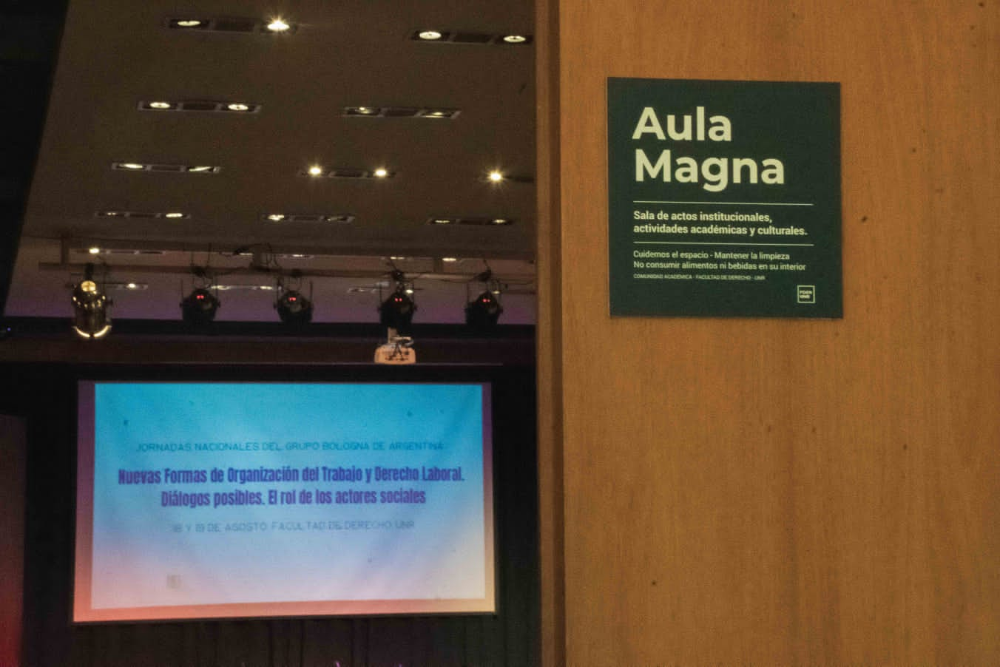 Aula
Magna
Sala de actos institucionales,
actividades académicas y culturales.
Cuidemos el espacio - Mantener la limpieza
No consumir alimentos ni bebidas en su interior
COMUNIDAD ACADÉMICA - FACULTAD DE DERECHO - UNR
FDER
UNR
JORNADAS NACIONALES DEL GRUPO BOLOGNA DE ARGENTINA
Nuevas Formas de Organización del Trabajo y Derecho Laboral.
Diálogos posibles. El rol de los actores sociales
18 Y 19 DE AGOSTO FACULTAD DE DERECHO UNR